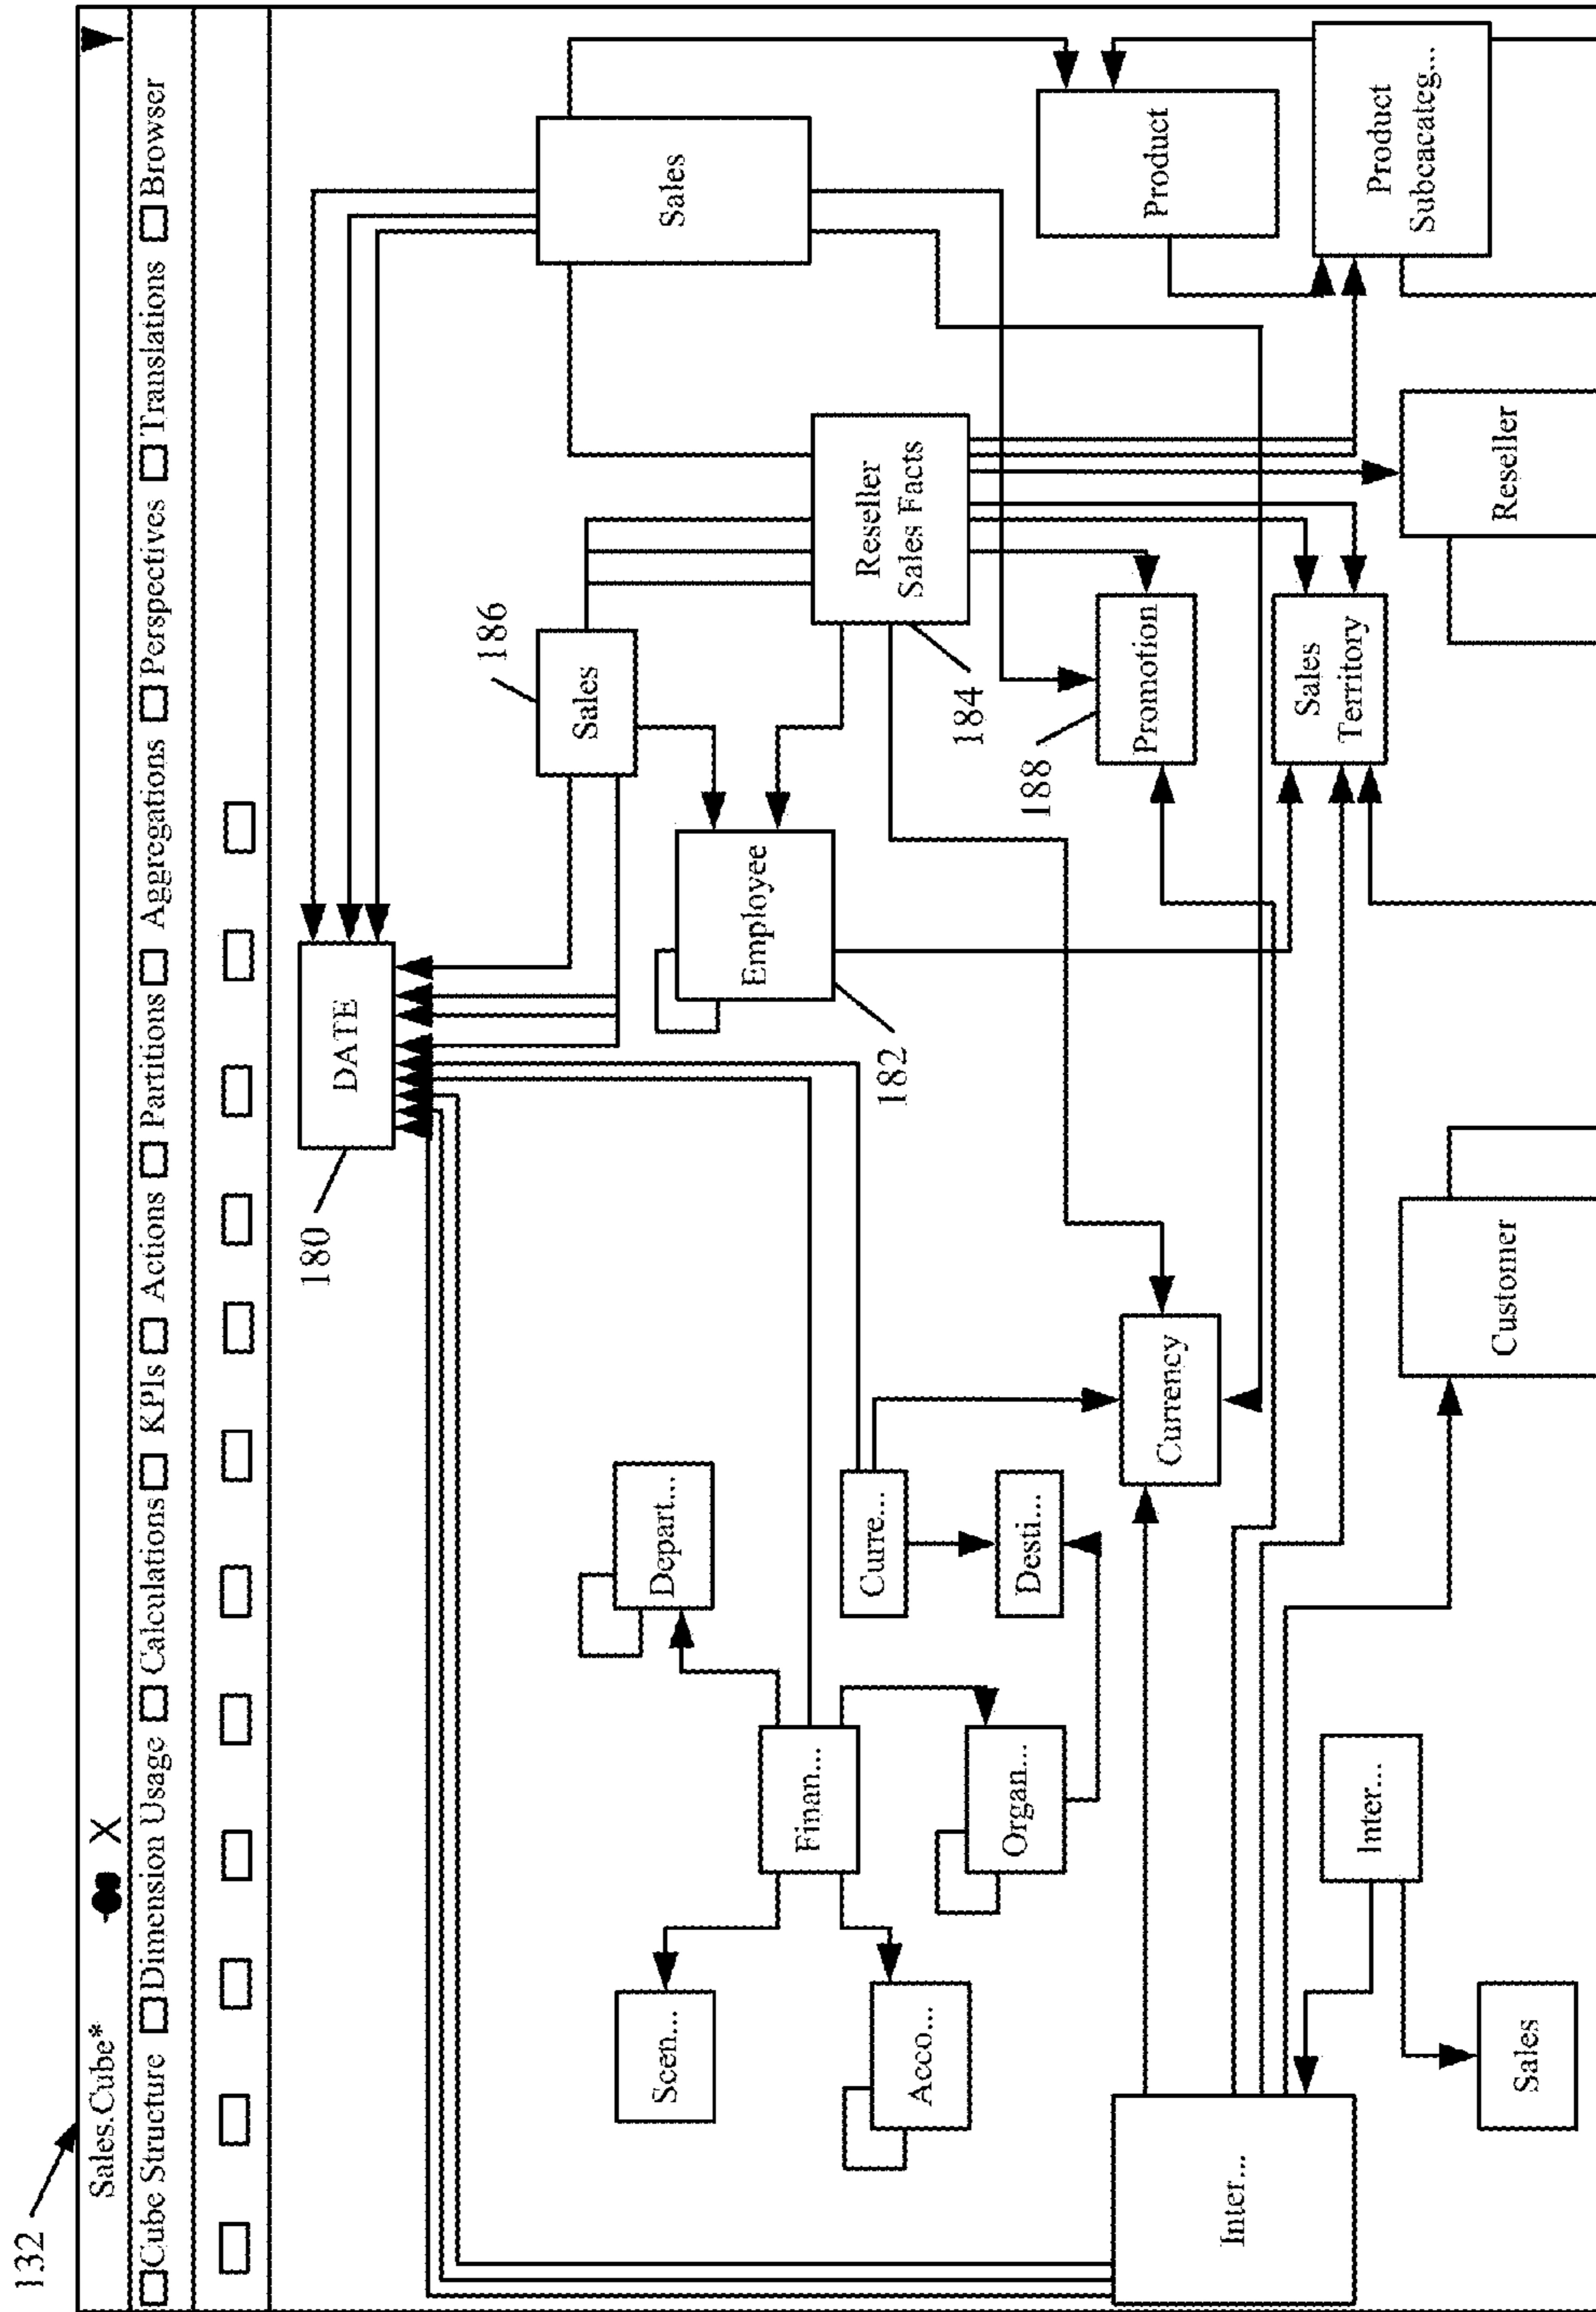 132
Sales.Cube* X
Cube Structure Dimension Usage Calculations KPIs Actions Partitions Aggregations Perspectives Translations Browser
180
DATE
186
Sales
Sales
Depart...
Scen...
Employee
182
Finan...
Curre...
Reseller
Sales Facts
184
Acco...
Organ...
Desti...
188
Promotion
Product
Currency
Inter...
Sales
Territory
Product
Subcacateg...
Inter...
Customer
Reseller
Sales